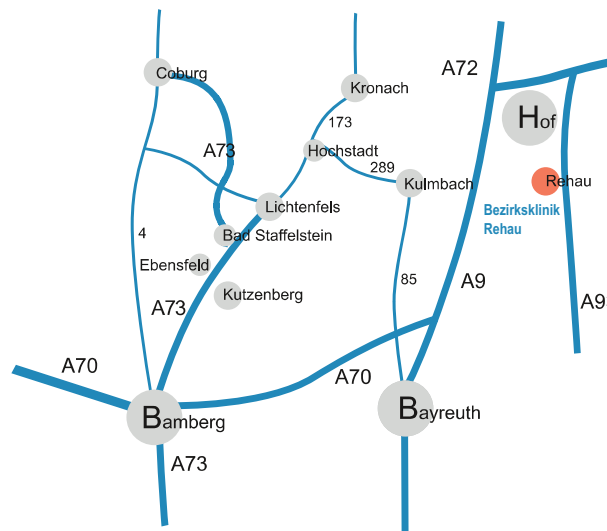 Coburg
A72
Kronach
Hof
173
A73
Hochstadt
289
Kulmbach
Rehau
Lichtenfels
Bezirksklinik
Rehau
4
Bad Staffelstein
Ebensfeld
85
A9
Kutzenberg
A73
A9
A70
A70
Bamberg
Bayreuth
A73